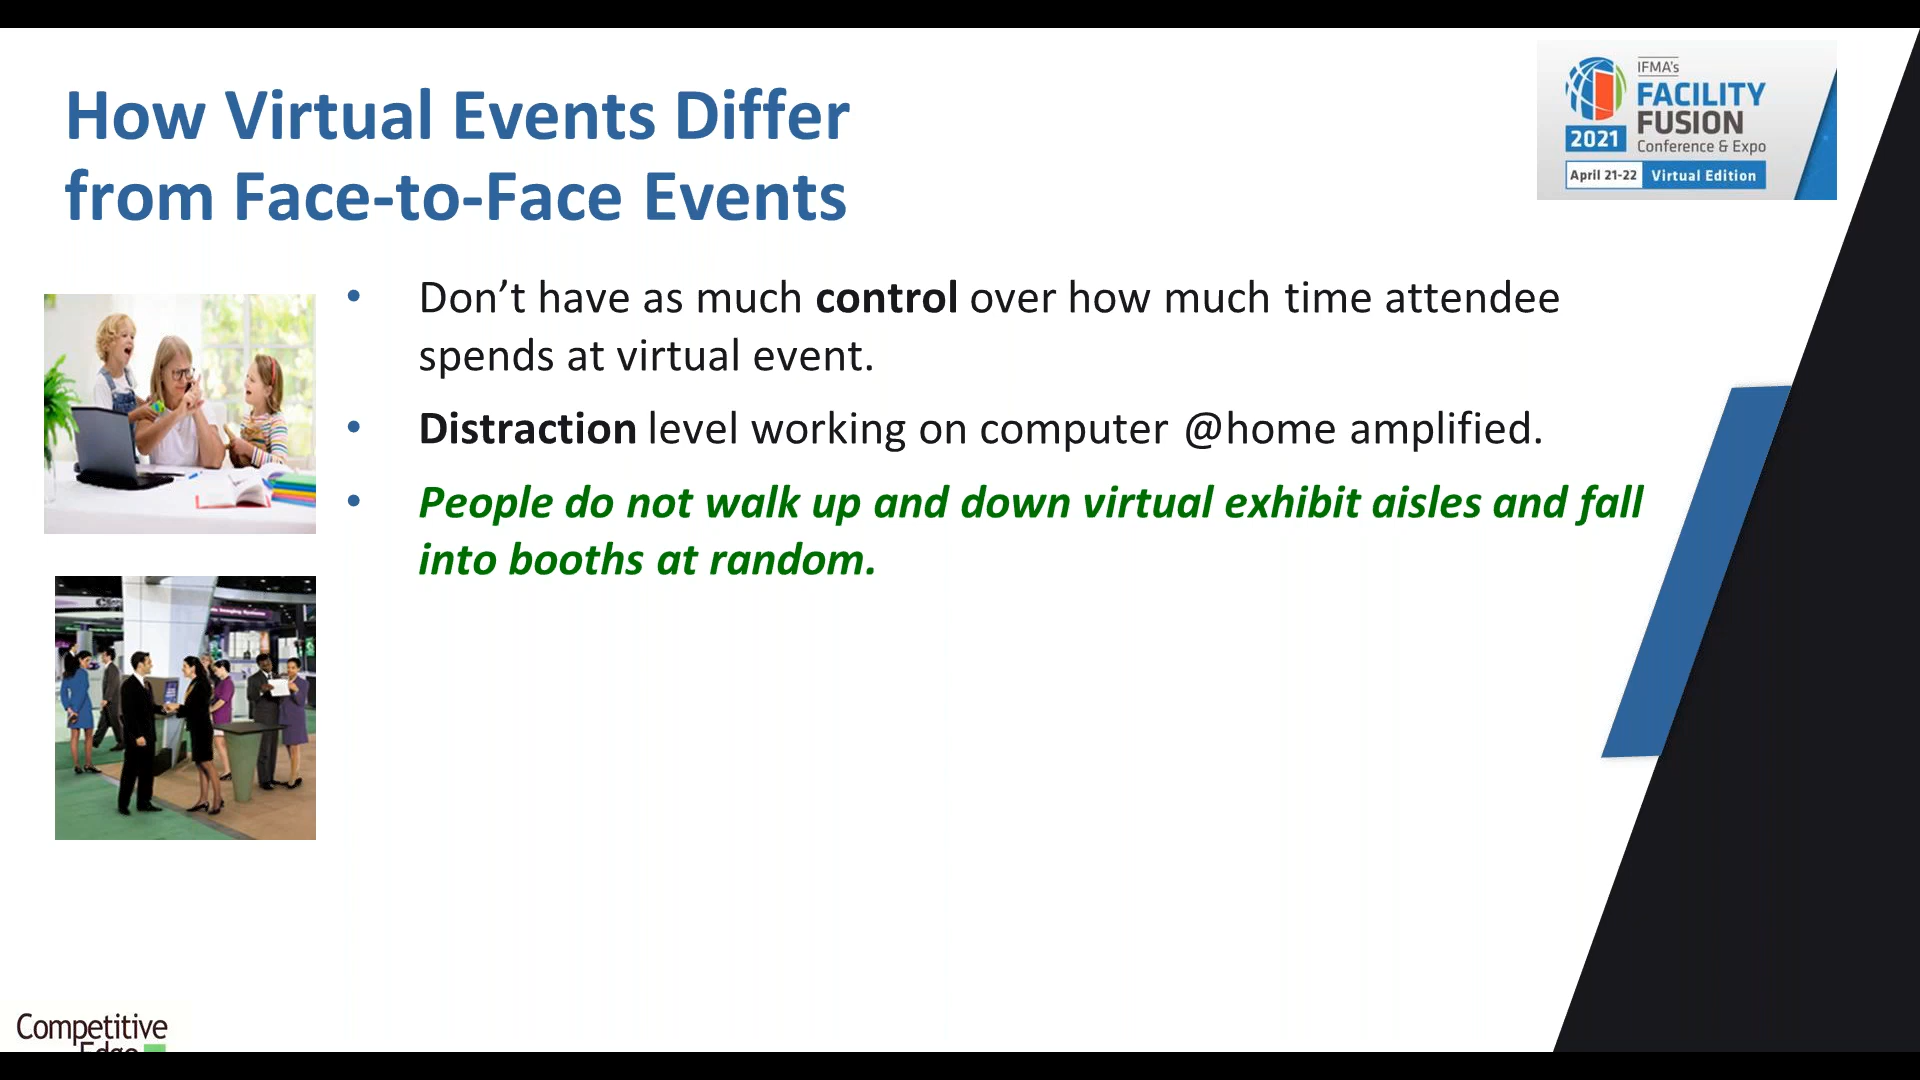 How Virtual Events Differ
from Face-to-Face Events
IFMA's
FACILITY
FUSION
2021
Conference & Expo
April 21-22 Virtual Edition
• Don’t have as much control over how much time attendee
spends at virtual event.
• Distraction level working on computer @home amplified.
• People do not walk up and down virtual exhibit aisles and fall
into booths at random.
Competitive
Edge